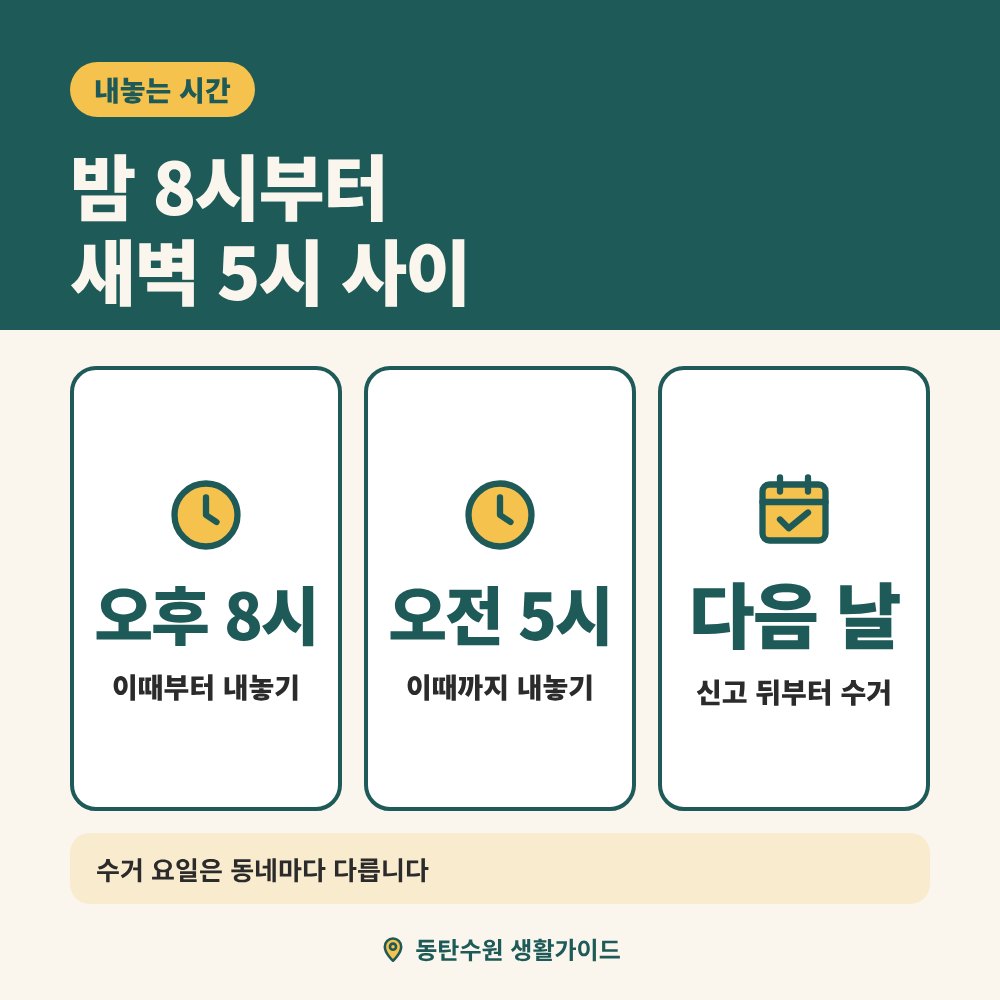 내놓는 시간
밤 8시부터
새벽 5시 사이
오후 8시
이때부터 내놓기
오전 5시
이때까지 내놓기
다음 날
신고 뒤부터 수거
수거 요일은 동네마다 다릅니다
동탄수원 생활가이드